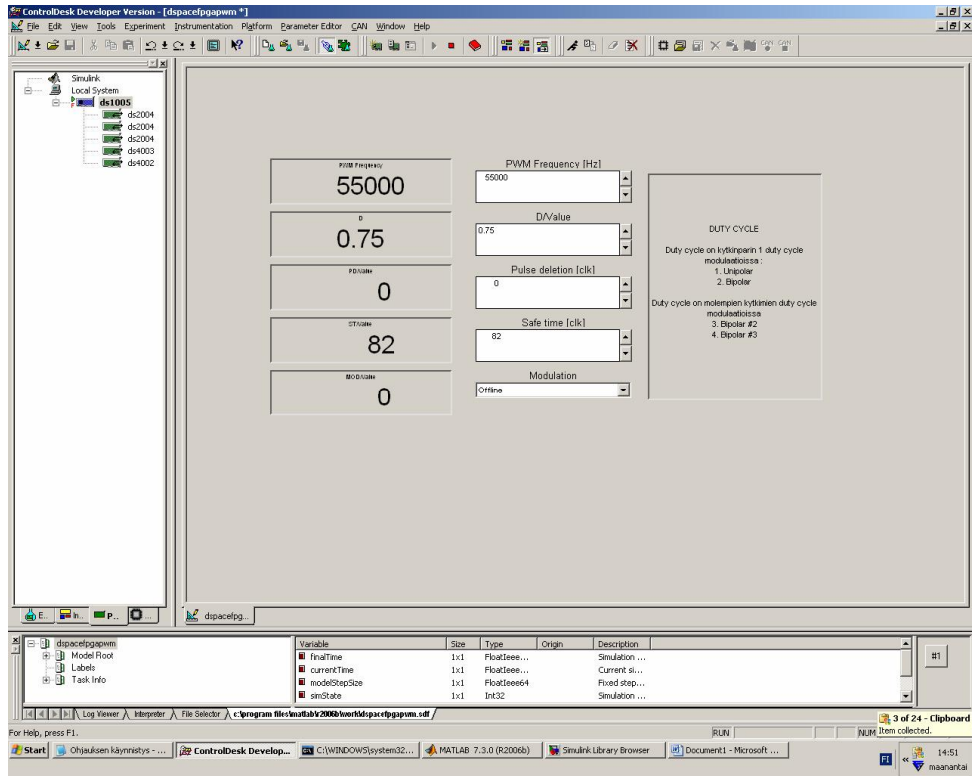 ControlDesk Developer Version - [dspacefpgapwm *]
File Edit View Tools Experiment Instrumentation Platform Parameter Editor CAN Window Help
Simulink
Local System
ds1005
ds2004
ds2004
ds2004
ds4003
ds4002
PWM Frequency
55000
PWM Frequency [Hz]
55000
D
0.75
D/Value
0.75
PD/Value
0
Pulse deletion [clk]
0
ST/Value
82
Safe time [clk]
82
MOD/Value
0
Modulation
Offline
DUTY CYCLE
Duty cycle on kytkinparin 1 duty cycle
modulaatioissa :
1. Unipolar
2. Bipolar
Duty cycle on molempien kytkimien duty cycle
modulaatioissa
3. Bipolar #2
4. Bipolar #3
E..
In..
P..
...
dspacefpg...
dspacefpgapwm
Model Root
Labels
Task Info
Variable Size Type Origin Description
finalTime 1x1 FloatIeee... Simulation ...
currentTime 1x1 FloatIeee... Current si...
modelStepSize 1x1 FloatIeee64 Fixed step...
simState 1x1 Int32 Simulation ...
#1
Log Viewer Interpreter File Selector c:\program files\matlab\r2006b\work\dspacefpgapwm.sdf
For Help, press F1.
RUN NUM
3 of 24 - Clipboard
Item collected.
Start Ohjauksen käynnistys - ... ControlDesk Develop... C:\WINDOWS\system32... MATLAB 7.3.0 (R2006b) Simulink Library Browser Document1 - Microsoft ...
FI « 14:51
maanantai